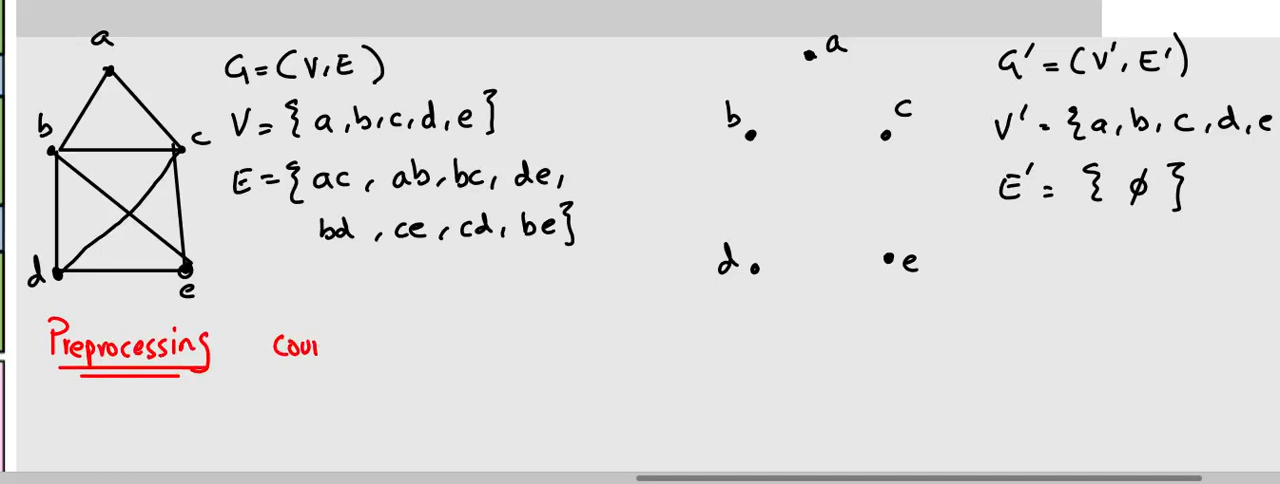 a
b
c
d
e
G = (V, E)
V = { a, b, c, d, e }
E = { ac, ab, bc, de,
bd, ce, cd, be }
a
b
c
d
e
G' = (V', E')
V' = { a, b, c, d, e
E' = { ϕ }
Preprocessing cou